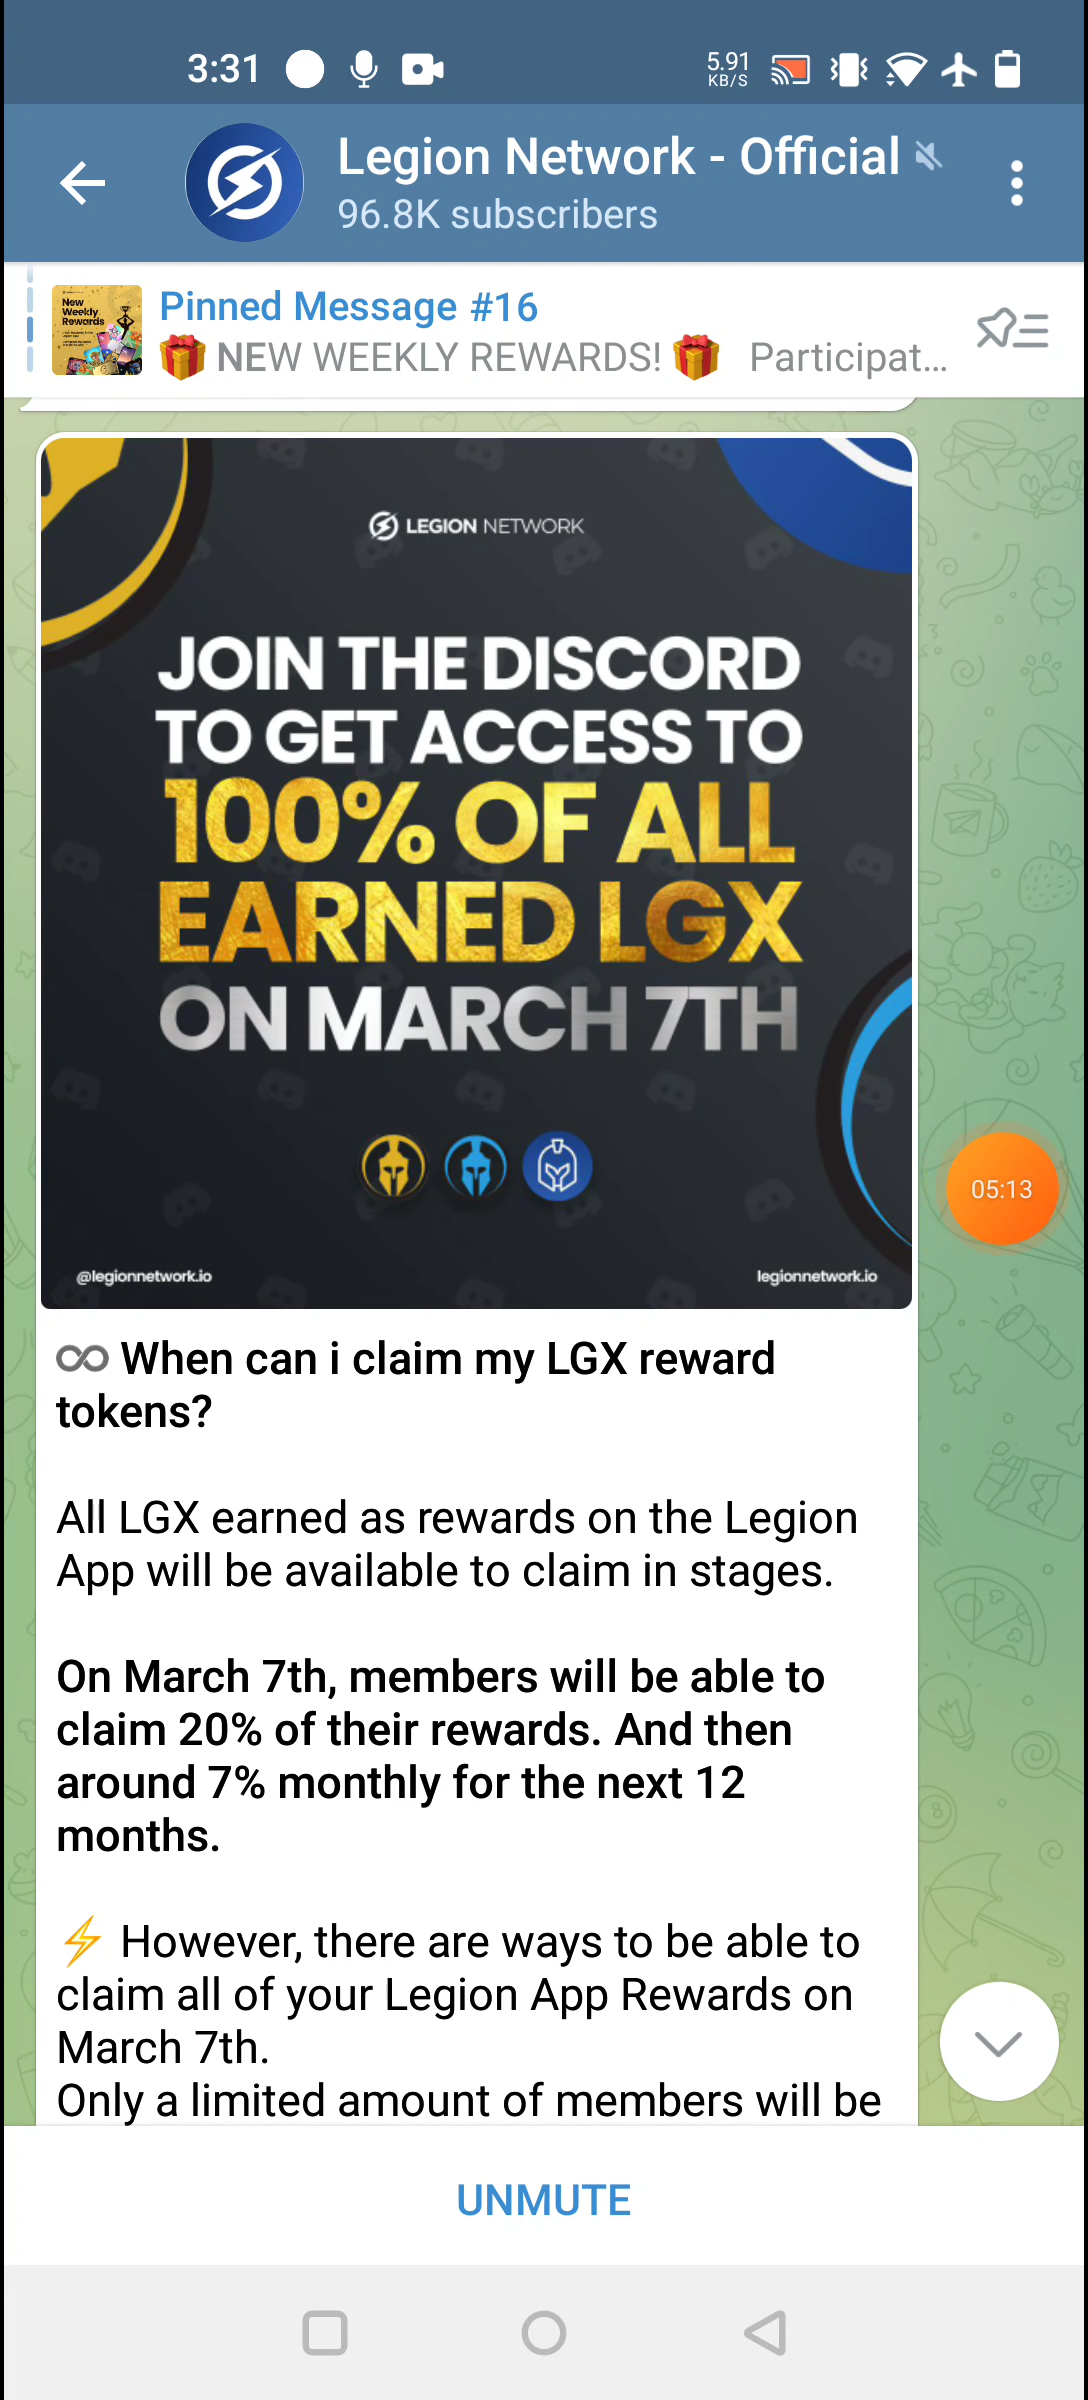 3:31
5.91
KB/S
Legion Network - Official
96.8K subscribers
New
Weekly
Rewards
Pinned Message #16
🎁 NEW WEEKLY REWARDS! 🎁 Participat...
LEGION NETWORK
JOIN THE DISCORD
TO GET ACCESS TO
100% OF ALL
EARNED LGX
ON MARCH 7TH
@legionnetwork.io
legionnetwork.io
05:13
∞ When can i claim my LGX reward
tokens?
All LGX earned as rewards on the Legion
App will be available to claim in stages.
On March 7th, members will be able to
claim 20% of their rewards. And then
around 7% monthly for the next 12
months.
⚡ However, there are ways to be able to
claim all of your Legion App Rewards on
March 7th.
Only a limited amount of members will be
UNMUTE